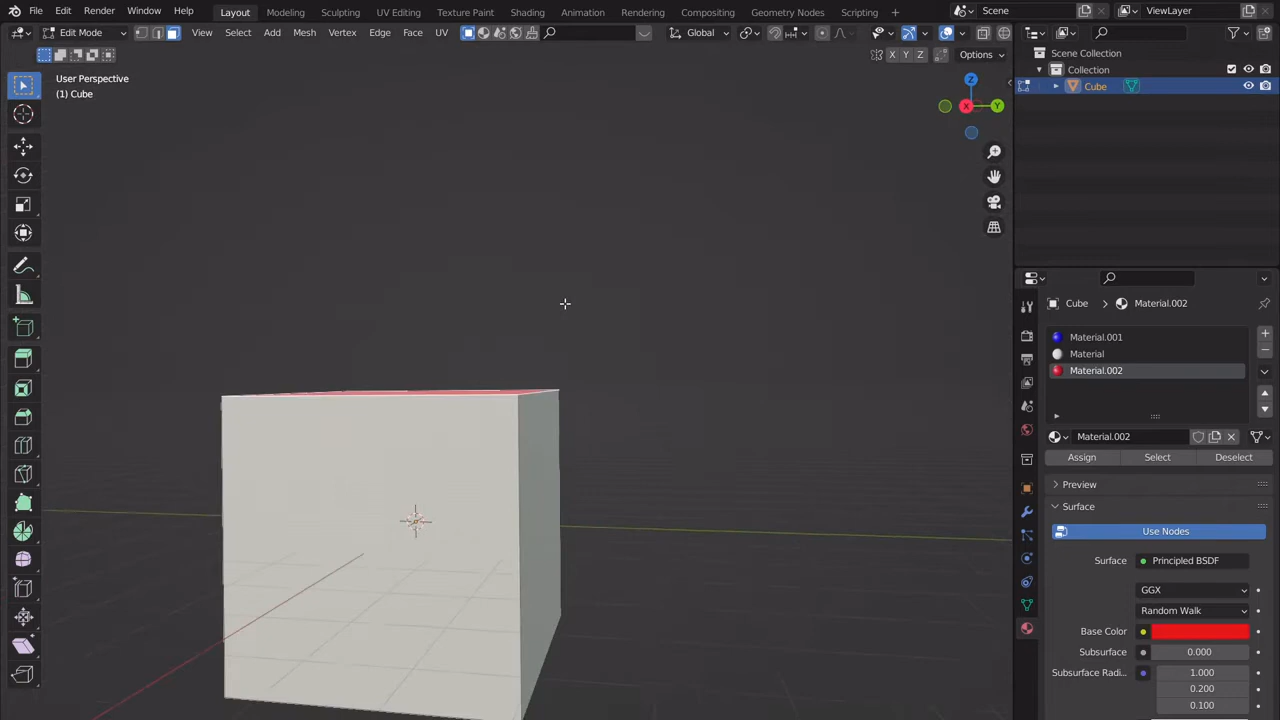 File Edit Render Window Help Layout Modeling Sculpting UV Editing Texture Paint Shading Animation Rendering Compositing Geometry Nodes Scripting + Scene ViewLayer
Edit Mode View Select Add Mesh Vertex Edge Face UV Global
X Y Z Options
User Perspective
(1) Cube
Z
X
Y
Scene Collection
Collection
Cube
Cube > Material.002
Material.001
Material
Material.002
Material.002
Assign Select Deselect
Preview
Surface
Use Nodes
Surface Principled BSDF
GGX
Random Walk
Base Color
Subsurface 0.000
Subsurface Radi... 1.000
0.200
0.100